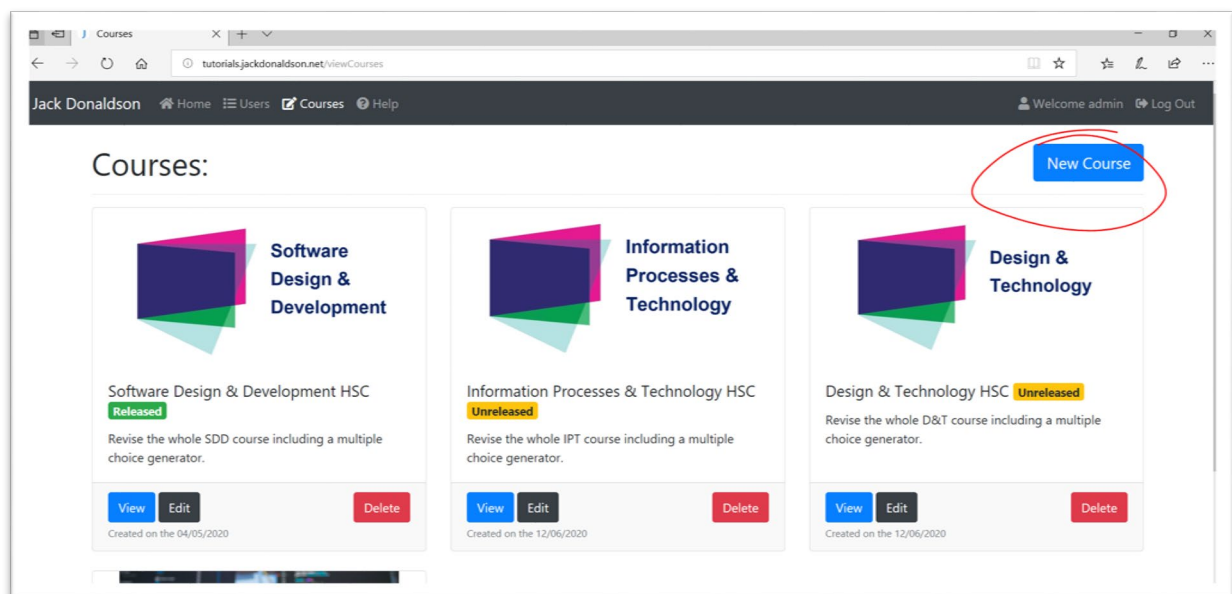 Courses
tutorials.jackdonaldson.net/viewCourses
Jack Donaldson Home Users Courses Help Welcome admin Log Out
Courses:
New Course
Software
Design &
Development
Software Design & Development HSC
Released
Revise the whole SDD course including a multiple
choice generator.
View Edit Delete
Created on the 04/05/2020
Information
Processes &
Technology
Information Processes & Technology HSC
Unreleased
Revise the whole IPT course including a multiple
choice generator.
View Edit Delete
Created on the 12/06/2020
Design &
Technology
Design & Technology HSC Unreleased
Revise the whole D&T course including a multiple
choice generator.
View Edit Delete
Created on the 12/06/2020